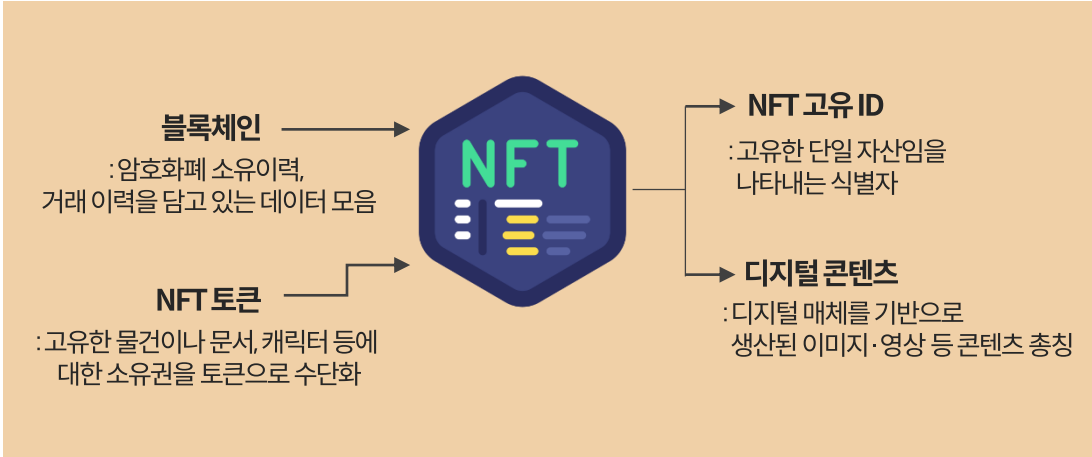 블록체인
: 암호화폐 소유이력,
거래 이력을 담고 있는 데이터 모음
NFT 토큰
: 고유한 물건이나 문서, 캐릭터 등에
대한 소유권을 토큰으로 수단화
NFT
NFT 고유 ID
: 고유한 단일 자산임을
나타내는 식별자
디지털 콘텐츠
: 디지털 매체를 기반으로
생산된 이미지·영상 등 콘텐츠 총칭